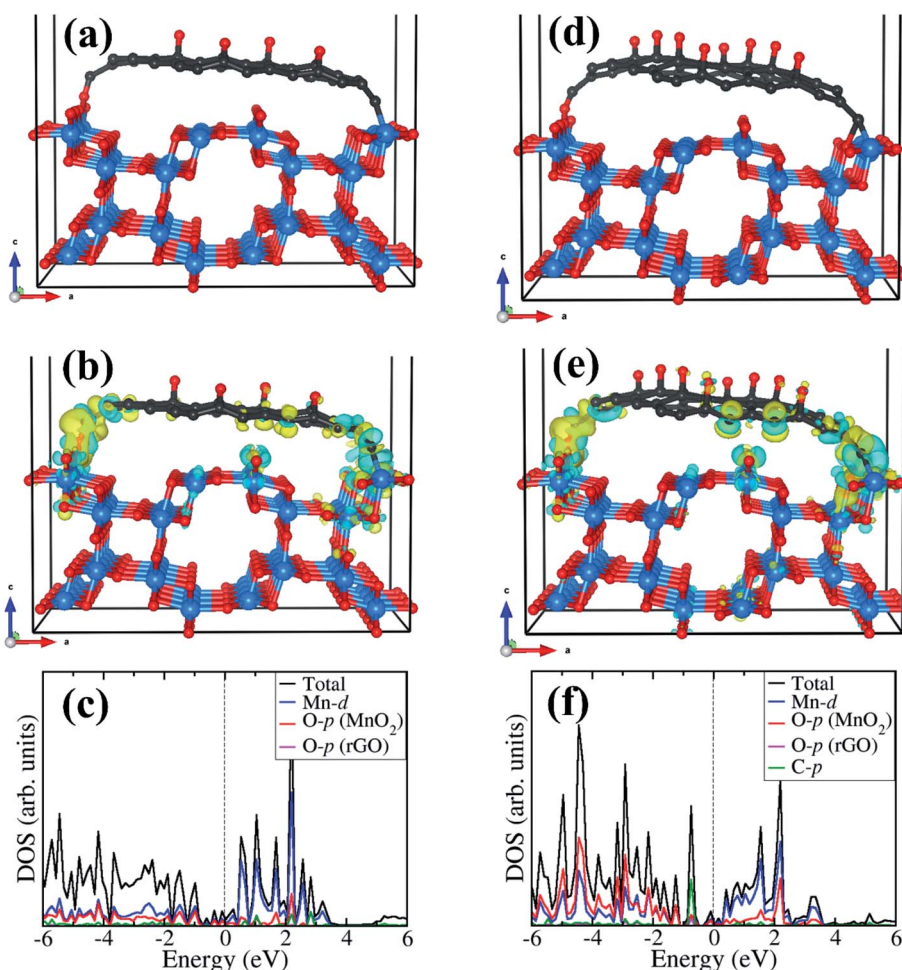 (a)
c
a
(d)
c
a
(b)
c
a
(e)
c
a
(c)
Total
Mn-d
O-p (MnO₂)
O-p (rGO)
DOS (arb. units)
-6 -4 -2 0 2 4 6
Energy (eV)
(f)
Total
Mn-d
O-p (MnO₂)
O-p (rGO)
C-p
DOS (arb. units)
-6 -4 -2 0 2 4 6
Energy (eV)